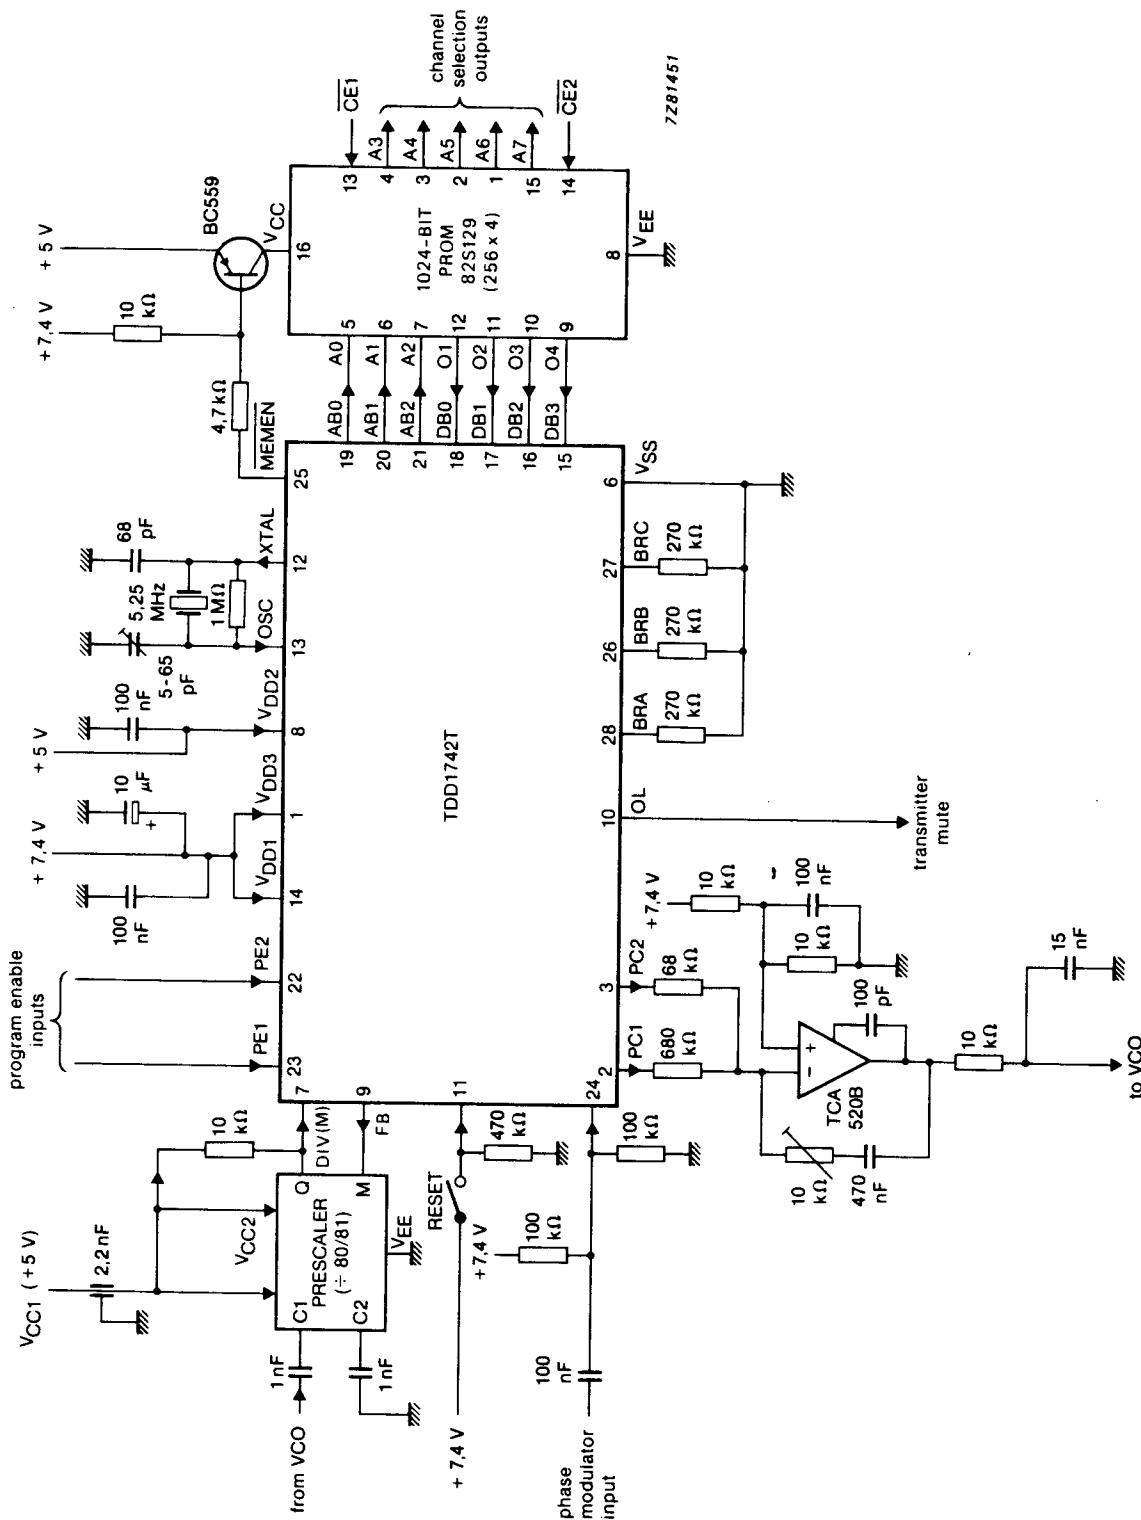 V_CC1 (+5 V)
2,2 nF
program enable
inputs
100
nF
+ 7,4 V
10
µF
+
+ 5 V
100
nF
5-65
pF
5,25
MHz
1 MΩ
68
pF
+7,4 V
10
kΩ
+ 5 V
BC559
4,7 kΩ
MEMEN
10
kΩ
V_CC2
C1
C2
PRESCALER
(÷ 80/81)
Q
M
V_EE
DIV(M)
FB
1 nF
1 nF
from VCO
PE1
PE2
V_DD1
V_DD3
V_DD2
OSC
XTAL
23
22
14
1
8
13
12
25
7
9
11
24
TDD1742T
RESET
+ 7,4 V
470
kΩ
+7,4 V
100
kΩ
100
kΩ
100
nF
phase
modulator
input
AB0
AB1
AB2
DB0
DB1
DB2
DB3
19
20
21
18
17
16
15
A0
A1
A2
O1
O2
O3
O4
5
6
7
12
11
10
9
V_CC
16
1024-BIT
PROM
82S129
(256 x 4)
8
V_EE
13
4
3
2
1
15
14
CE1
A3
A4
A5
A6
A7
CE2
channel
selection
outputs
2
3
10
28
26
27
6
PC1
PC2
OL
BRA
BRB
BRC
V_SS
680
kΩ
68
kΩ
270
kΩ
270
kΩ
270
kΩ
transmitter
mute
+7,4 V
10
kΩ
10
kΩ
100
nF
100
pF
+
-
TCA
520B
10
kΩ
470
nF
10
kΩ
15
nF
to VCO
7Z81451